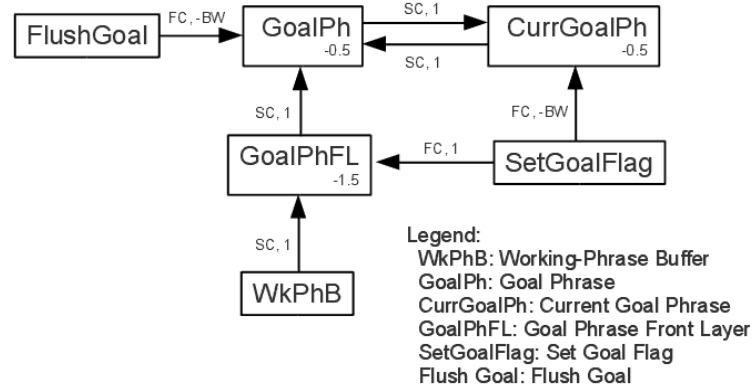 FlushGoal
FC, -BW
GoalPh
-0.5
SC, 1
SC, 1
CurrGoalPh
-0.5
SC, 1
FC, -BW
GoalPhFL
-1.5
FC, 1
SetGoalFlag
SC, 1
WkPhB
Legend:
WkPhB: Working-Phrase Buffer
GoalPh: Goal Phrase
CurrGoalPh: Current Goal Phrase
GoalPhFL: Goal Phrase Front Layer
SetGoalFlag: Set Goal Flag
Flush Goal: Flush Goal